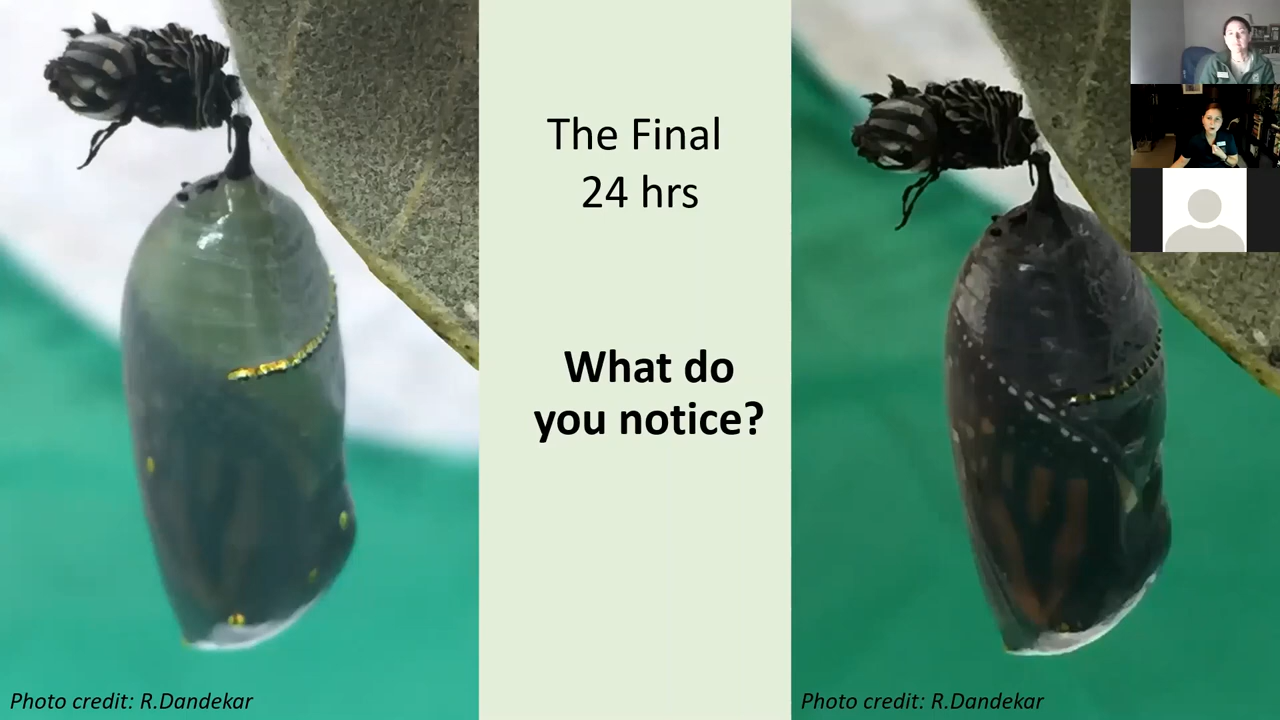 The Final
24 hrs
What do
you notice?
Photo credit: R.Dandekar
Photo credit: R.Dandekar